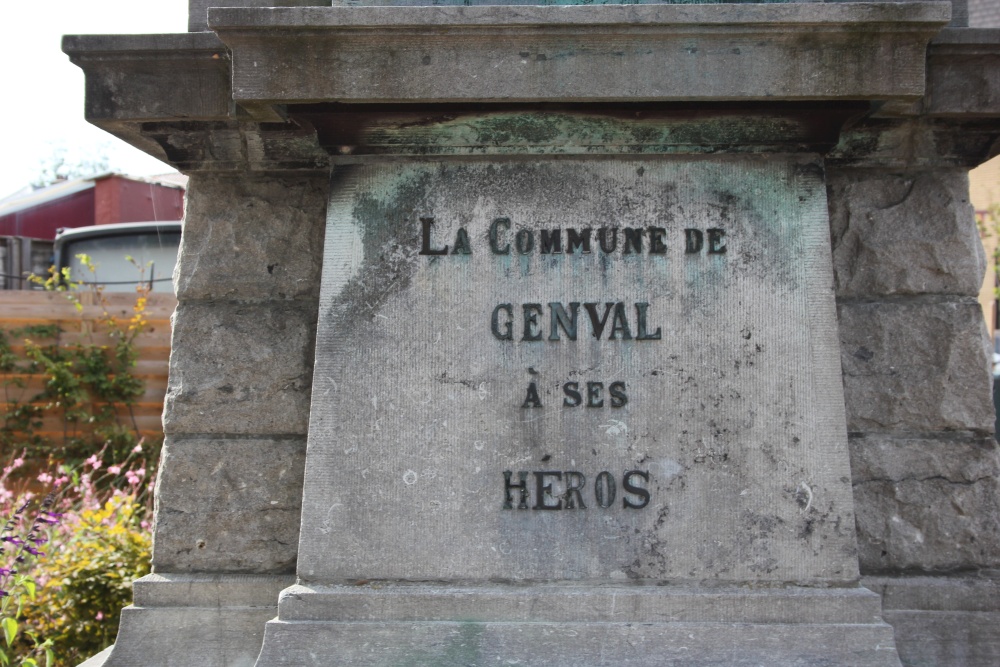 La Commune de
GENVAL
à ses
HÉROS